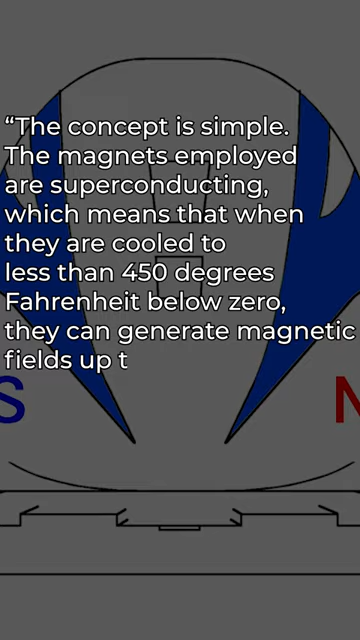 “The concept is simple.
The magnets employed
are superconducting,
which means that when
they are cooled to
less than 450 degrees
Fahrenheit below zero,
they can generate magnetic
fields up t
S
N